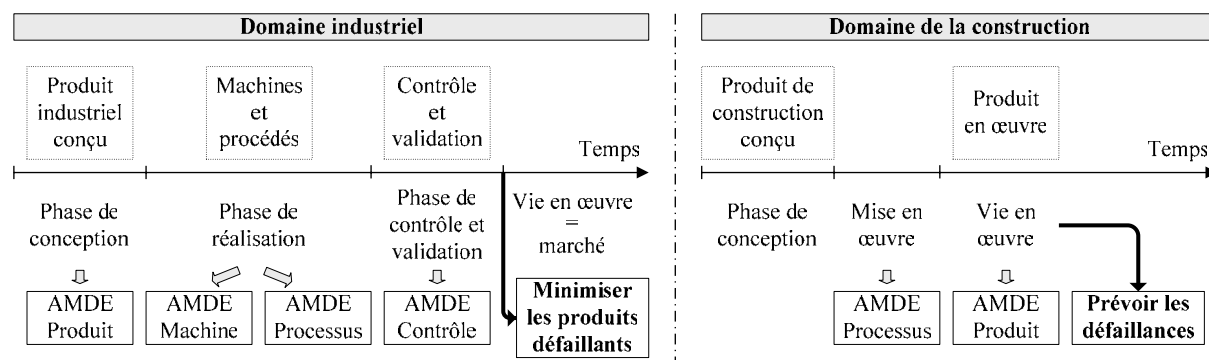 Domaine industriel
Produit
industriel
conçu
Machines
et
procédés
Contrôle
et
validation
Temps
Phase de
conception
Phase de
réalisation
Phase de
contrôle et
validation
Vie en œuvre
=
marché
AMDE
Produit
AMDE
Machine
AMDE
Processus
AMDE
Contrôle
Minimiser
les produits
défaillants
Domaine de la construction
Produit de
construction
conçu
Produit
en œuvre
Temps
Phase de
conception
Mise en
œuvre
Vie en
œuvre
AMDE
Processus
AMDE
Produit
Prévoir les
défaillances